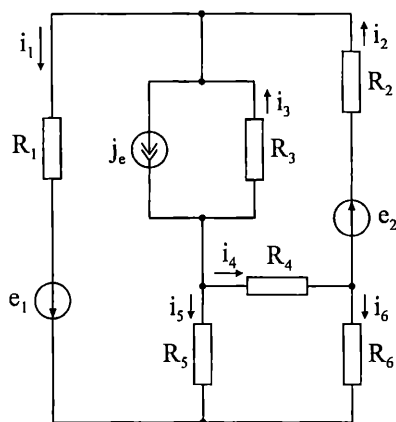 i₁
i₂
R₂
i₃
R₁
jₑ
R₃
e₂
i₄
R₄
e₁
i₅
i₆
R₅
R₆